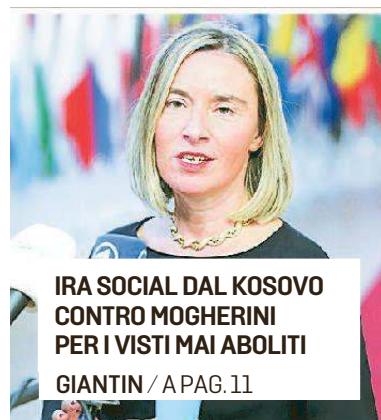 IRA SOCIAL DAL KOSOVO
CONTRO MOGHERINI
PER I VISTI MAI ABOLITI
GIANTIN / A PAG. 11